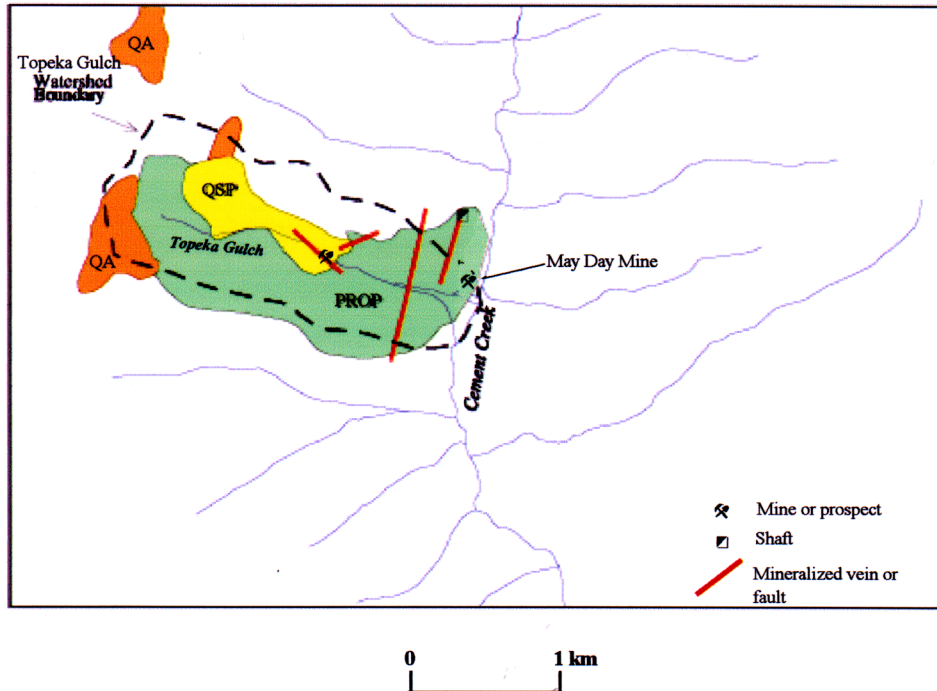 QA
Topeka Gulch
Watershed
Boundary
QSP
Topeka Gulch
QA
PROP
May Day Mine
Cement Creek
Mine or prospect
Shaft
Mineralized vein or
fault
0 1 km